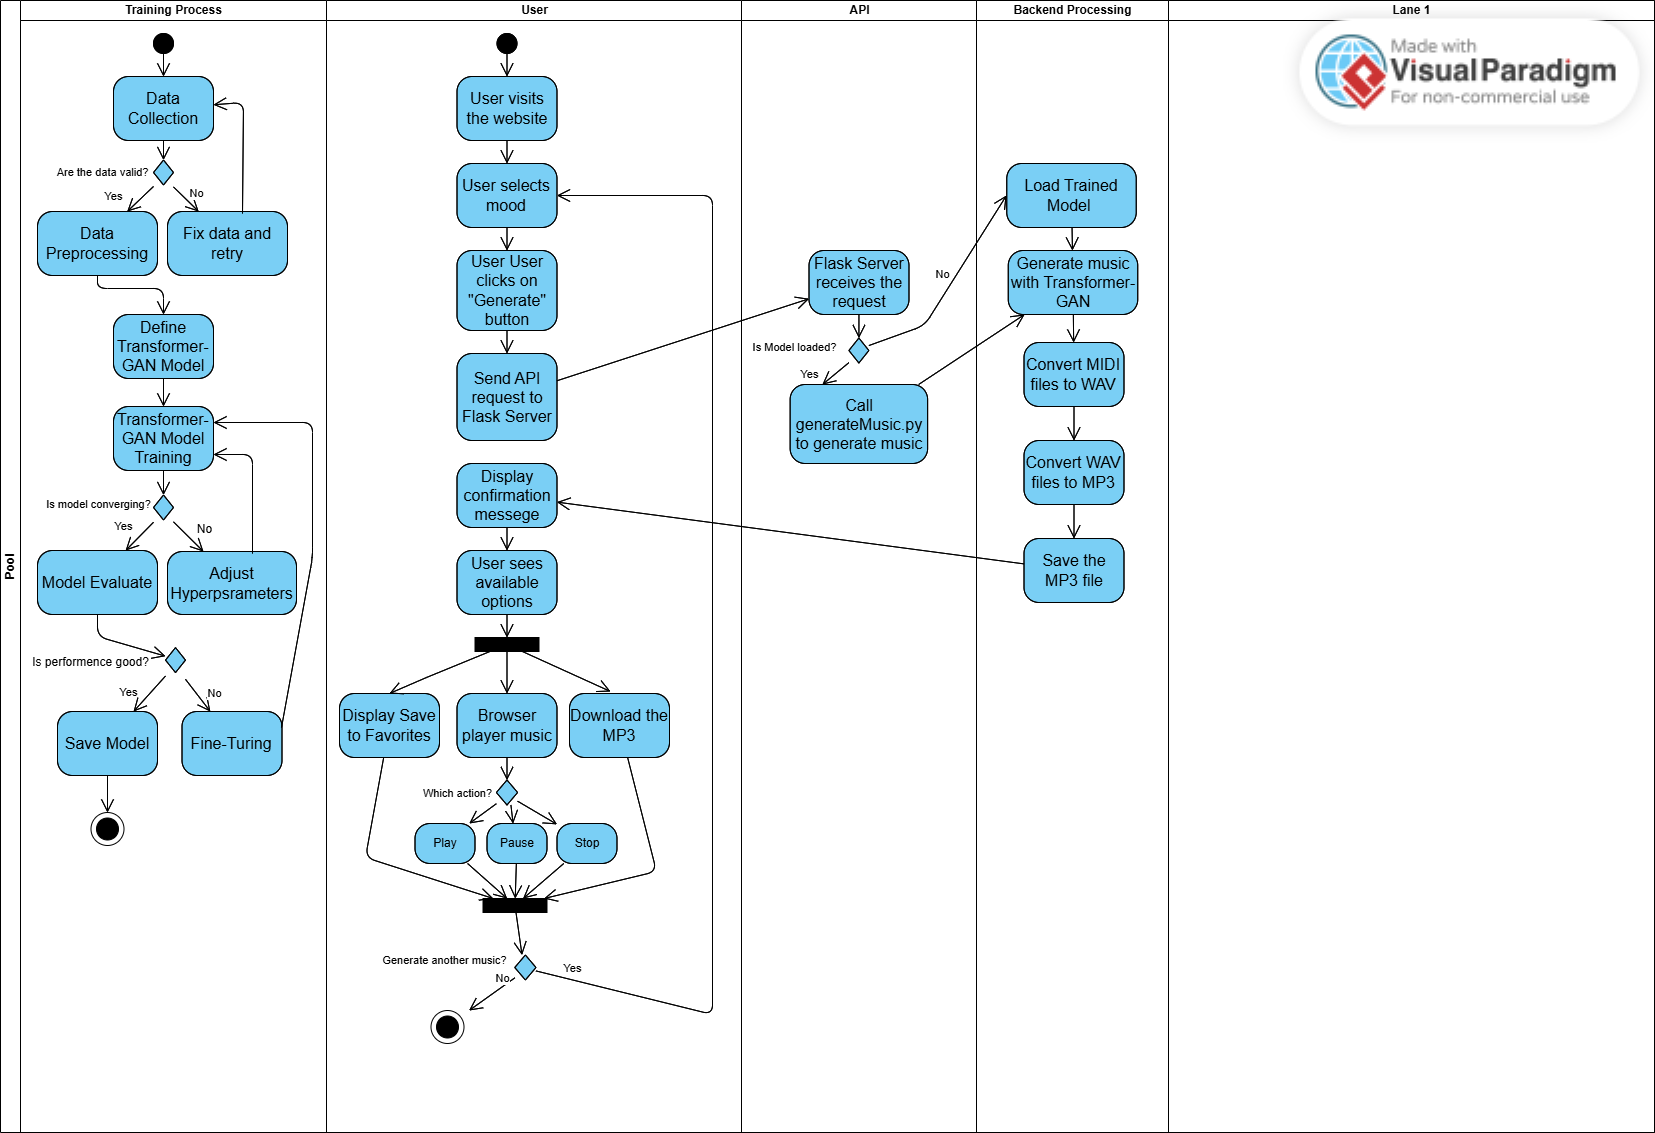 Training Process
User
API
Backend Processing
Lane 1
Made with
Visual Paradigm
For non-commercial use
Pool
Data
Collection
Are the data valid?
Yes
No
Data
Preprocessing
Fix data and
retry
Define
Transformer-
GAN Model
Transformer-
GAN Model
Training
Is model converging?
Yes
No
Model Evaluate
Adjust
Hyperpsrameters
Is performence good?
Yes
No
Save Model
Fine-Turing
User visits
the website
User selects
mood
User User
clicks on
"Generate"
button
Send API
request to
Flask Server
Display
confirmation
messege
User sees
available
options
Display Save
to Favorites
Browser
player music
Download the
MP3
Which action?
Play
Pause
Stop
Generate another music?
Yes
No
Flask Server
receives the
request
Is Model loaded?
No
Yes
Call
generateMusic.py
to generate music
Load Trained
Model
Generate music
with Transformer-
GAN
Convert MIDI
files to WAV
Convert WAV
files to MP3
Save the
MP3 file